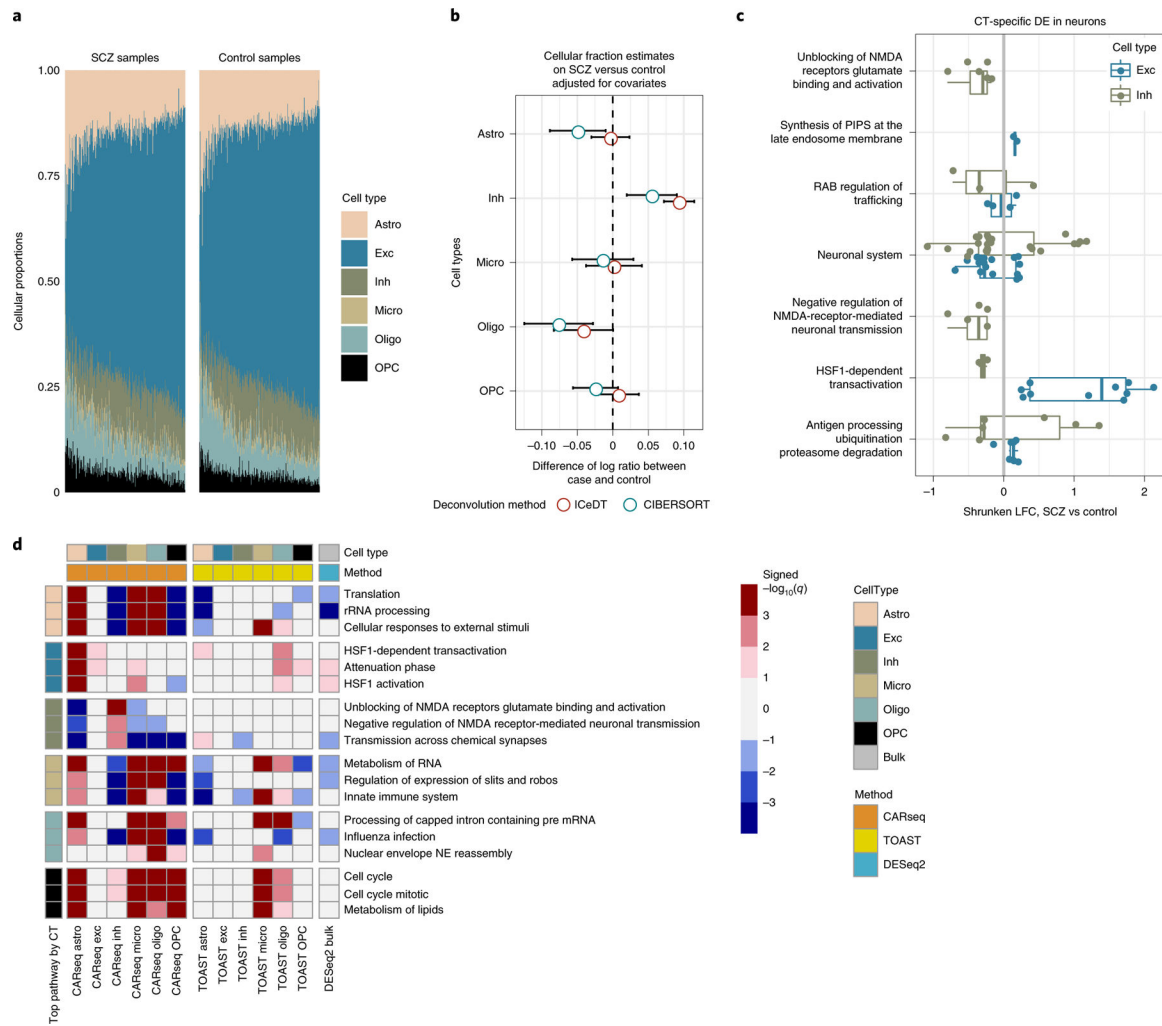 a
SCZ samples
Control samples
1.00
0.75
0.50
0.25
0
Cellular proportions
Cell type
Astro
Exc
Inh
Micro
Oligo
OPC
b
Cellular fraction estimates
on SCZ versus control
adjusted for covariates
Astro
Inh
Micro
Oligo
OPC
Cell types
−0.10
−0.05
0
0.05
0.10
Difference of log ratio between
case and control
Deconvolution method
ICeDT
CIBERSORT
c
CT-specific DE in neurons
Cell type
Exc
Inh
Unblocking of NMDA
receptors glutamate
binding and activation
Synthesis of PIPS at the
late endosome membrane
RAB regulation of
trafficking
Neuronal system
Negative regulation of
NMDA-receptor-mediated
neuronal transmission
HSF1-dependent
transactivation
Antigen processing
ubiquitination
proteasome degradation
−1
0
1
2
Shrunken LFC, SCZ vs control
d
Cell type
Method
Translation
rRNA processing
Cellular responses to external stimuli
HSF1-dependent transactivation
Attenuation phase
HSF1 activation
Unblocking of NMDA receptors glutamate binding and activation
Negative regulation of NMDA receptor-mediated neuronal transmission
Transmission across chemical synapses
Metabolism of RNA
Regulation of expression of slits and robos
Innate immune system
Processing of capped intron containing pre mRNA
Influenza infection
Nuclear envelope NE reassembly
Cell cycle
Cell cycle mitotic
Metabolism of lipids
Top pathway by CT
CARseq astro
CARseq exc
CARseq inh
CARseq micro
CARseq oligo
CARseq OPC
TOAST astro
TOAST exc
TOAST inh
TOAST micro
TOAST oligo
TOAST OPC
DESeq2 bulk
Signed
−log10(q)
3
2
1
0
−1
−2
−3
CellType
Astro
Exc
Inh
Micro
Oligo
OPC
Bulk
Method
CARseq
TOAST
DESeq2